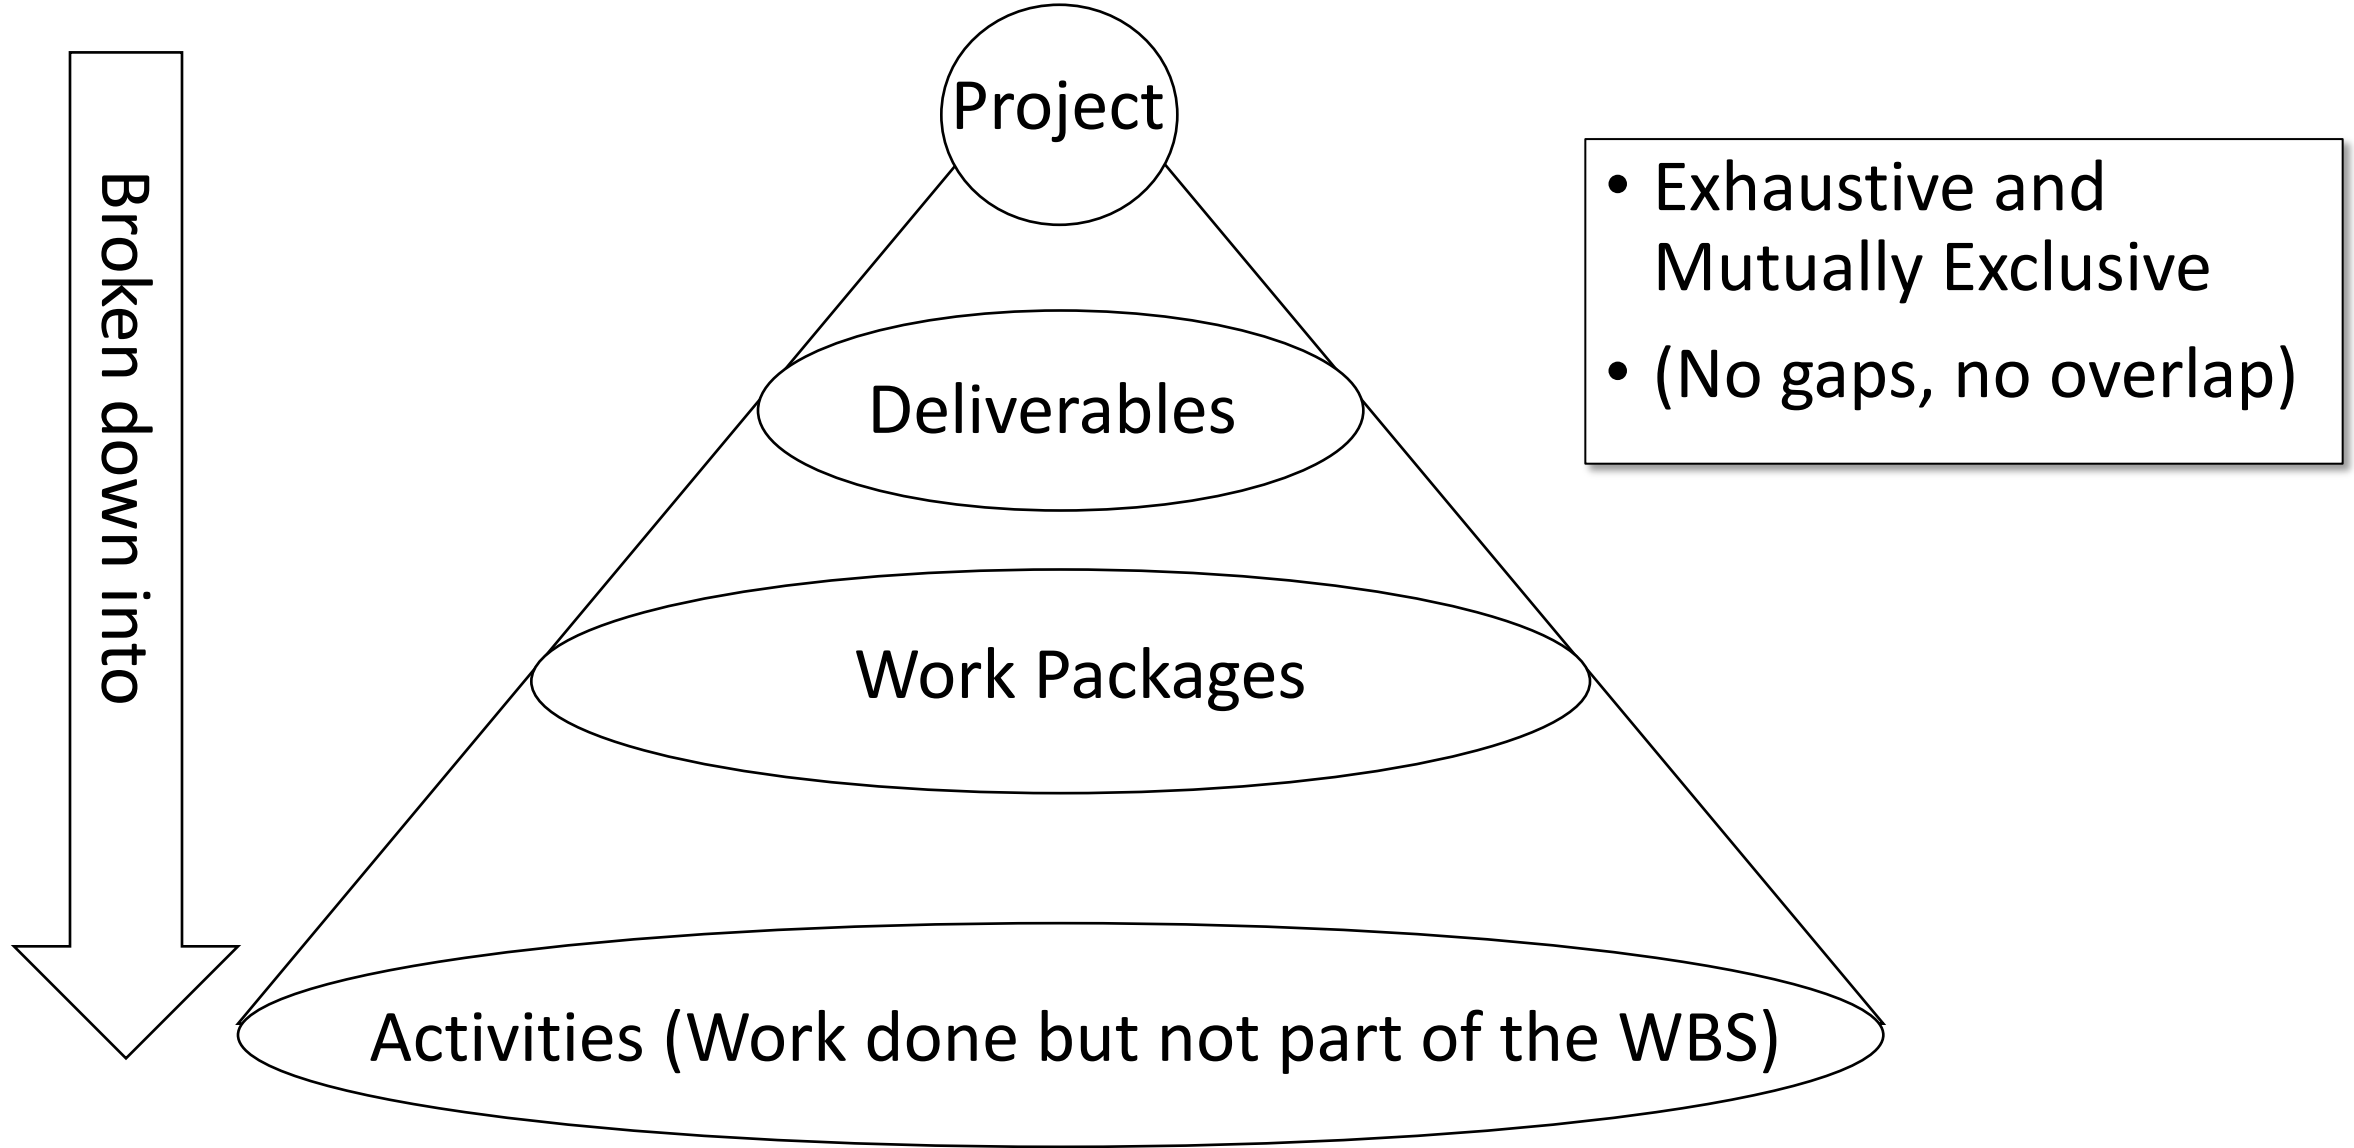 Project
Broken down into
• Exhaustive and
Mutually Exclusive
• (No gaps, no overlap)
Deliverables
Work Packages
Activities (Work done but not part of the WBS)